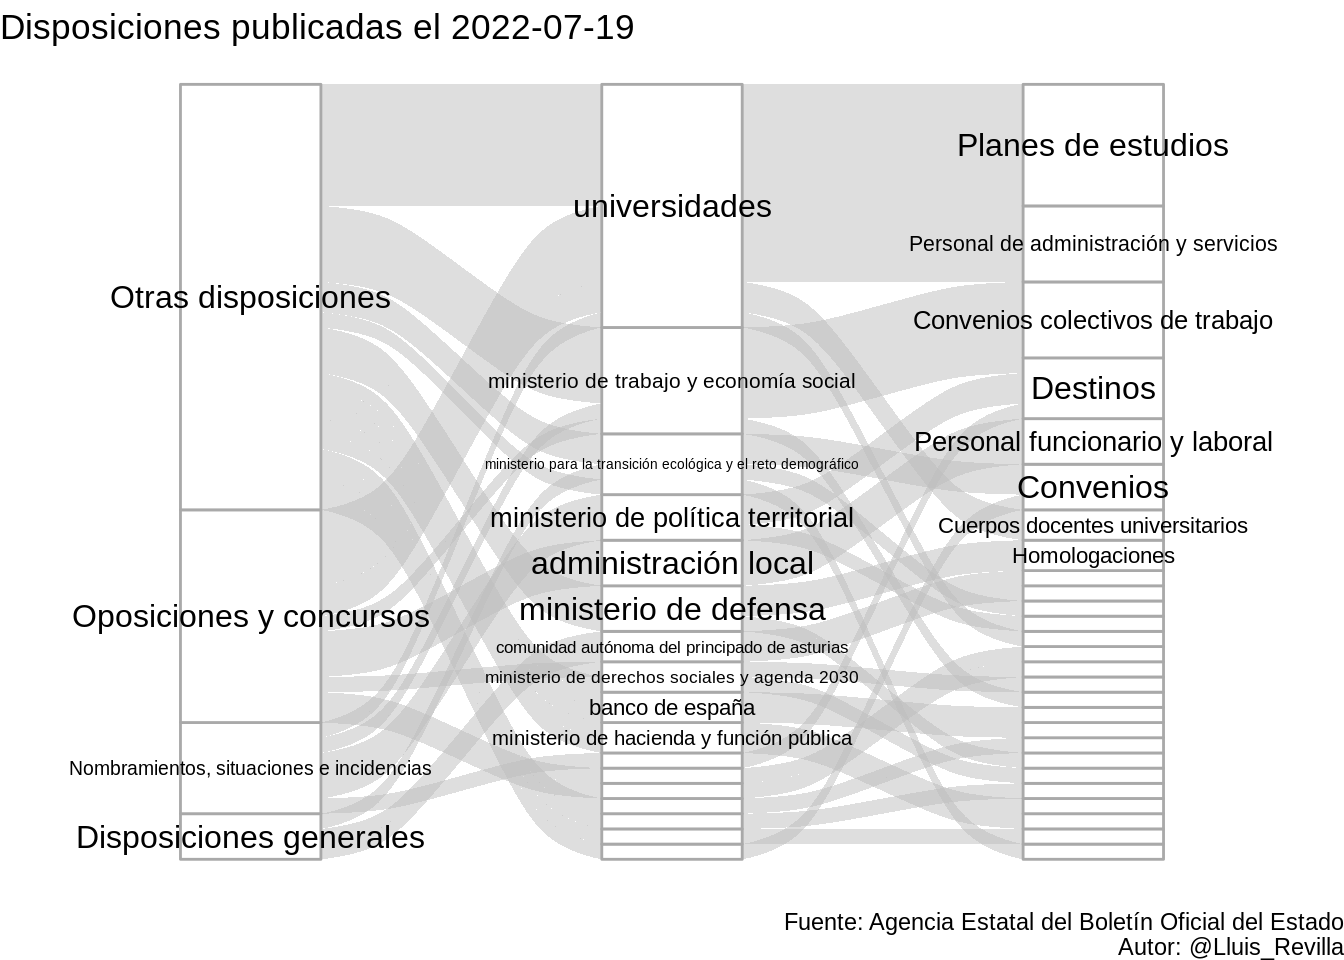 Disposiciones publicadas el 2022-07-19
Otras disposiciones
Oposiciones y concursos
Nombramientos, situaciones e incidencias
Disposiciones generales
universidades
ministerio de trabajo y economía social
ministerio para la transición ecológica y el reto demográfico
ministerio de política territorial
administración local
ministerio de defensa
comunidad autónoma del principado de asturias
ministerio de derechos sociales y agenda 2030
banco de españa
ministerio de hacienda y función pública
Planes de estudios
Personal de administración y servicios
Convenios colectivos de trabajo
Destinos
Personal funcionario y laboral
Convenios
Cuerpos docentes universitarios
Homologaciones
Fuente: Agencia Estatal del Boletín Oficial del Estado
Autor: @Lluis_Revilla